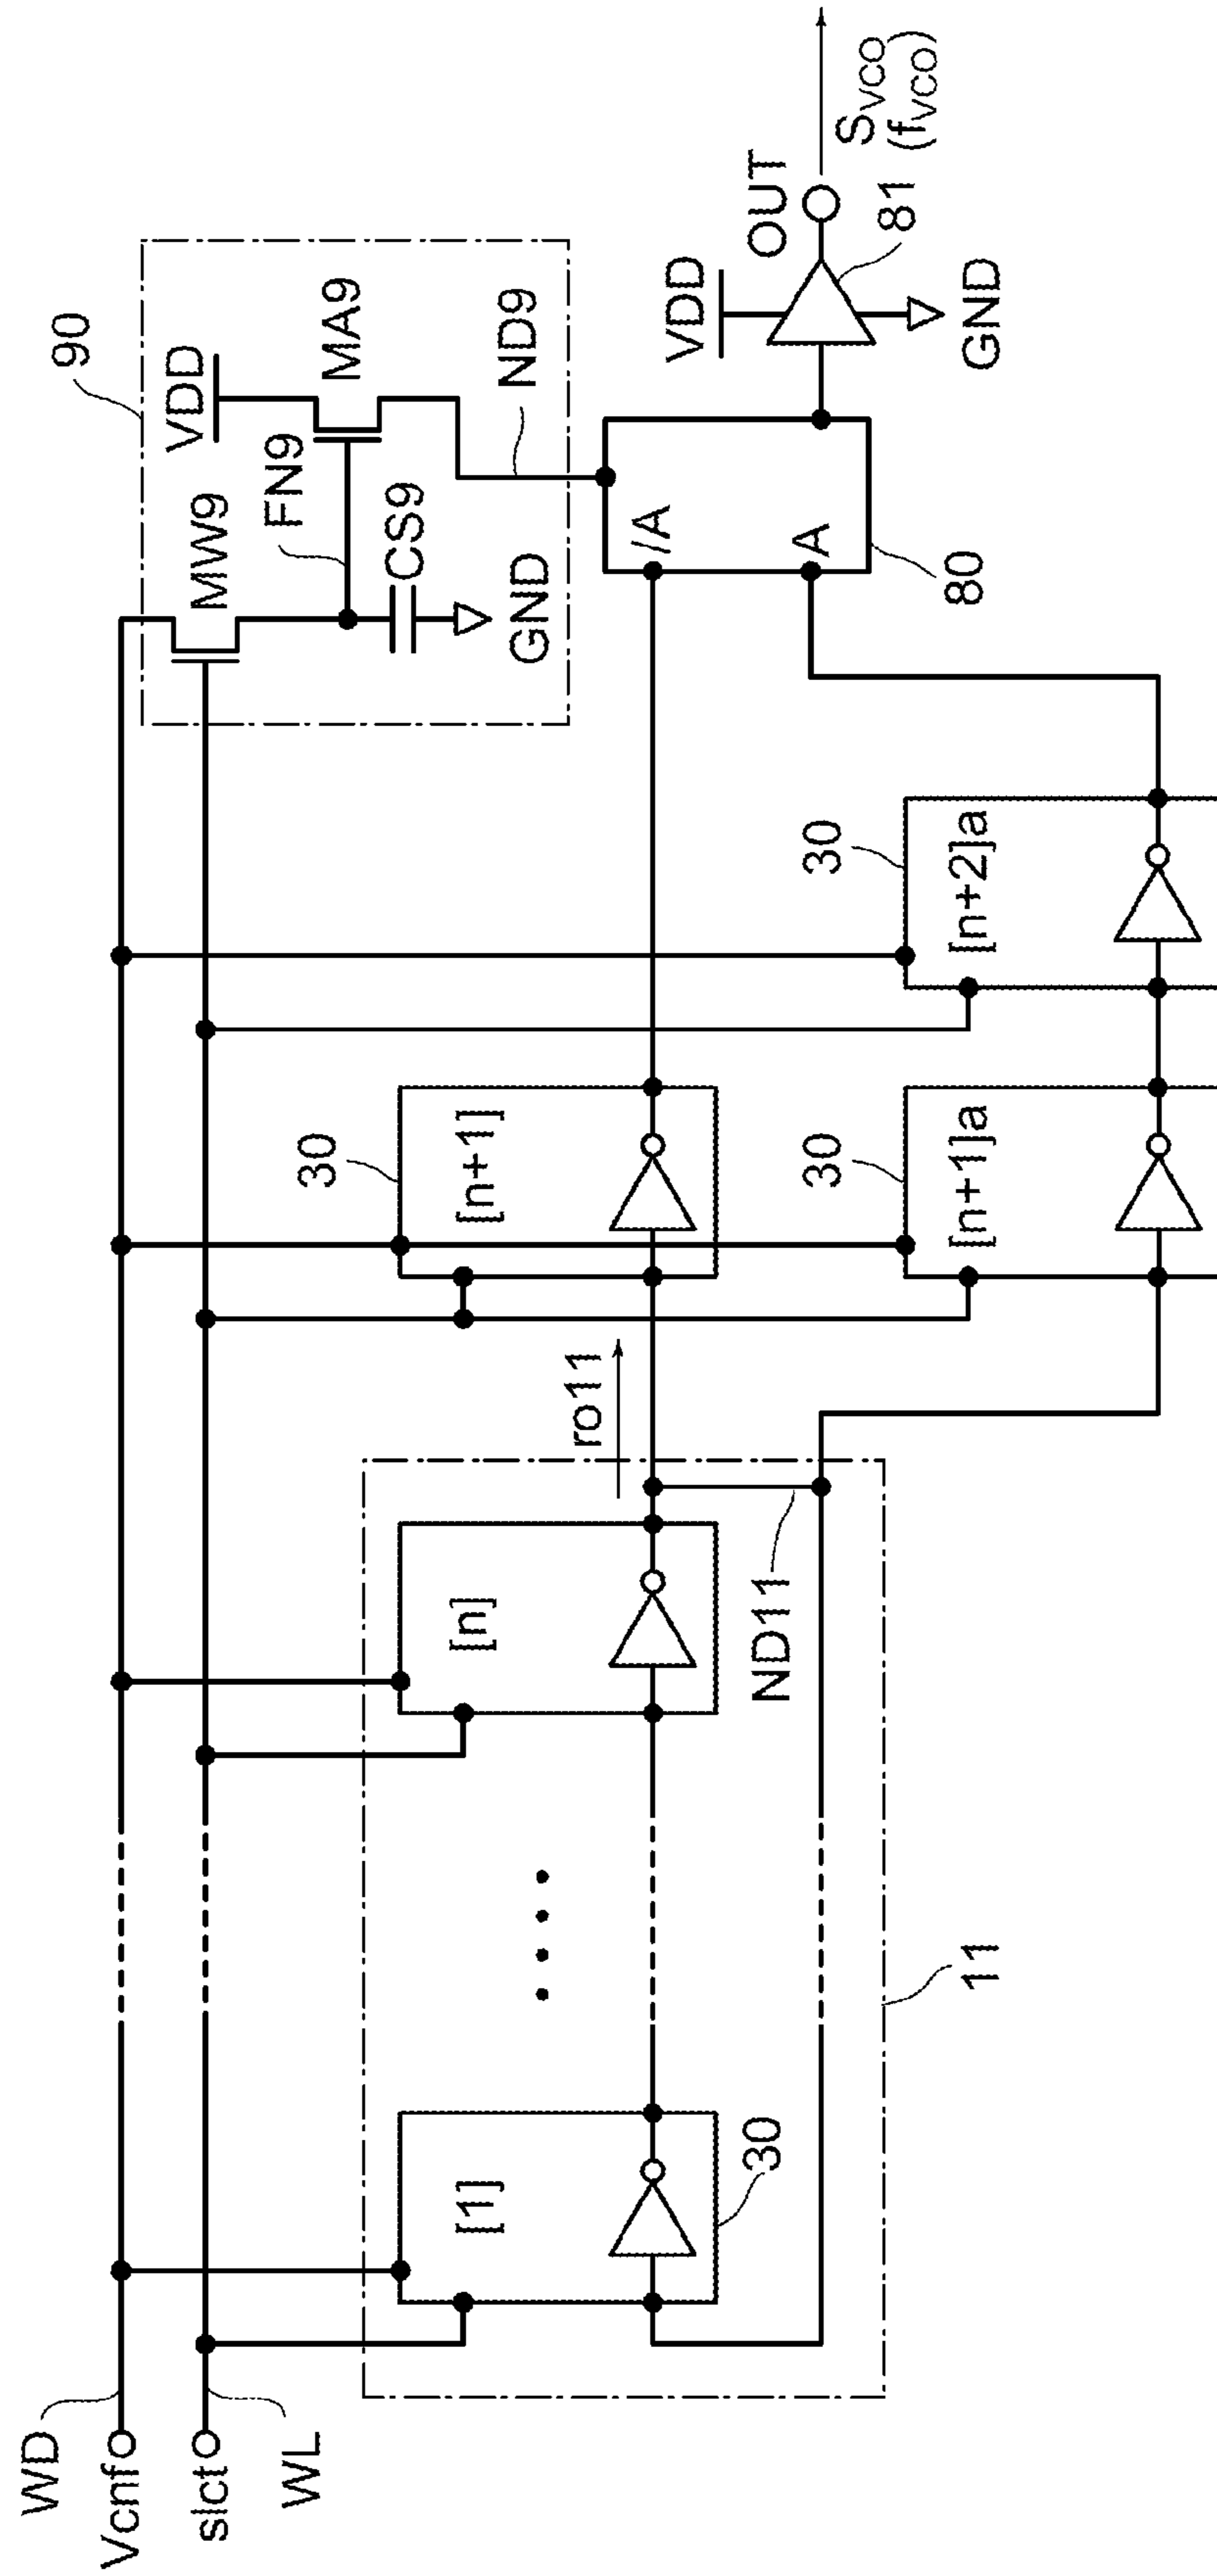 WD
Vcnf
slct
WL
[1]
30
11
[n]
ND11
ro11
30
[n+1]
30
[n+1]a
30
[n+2]a
90
VDD
MW9
FN9
MA9
CS9
GND
ND9
/A
A
80
VDD
OUT
81
GND
SVCO
(fVCO)